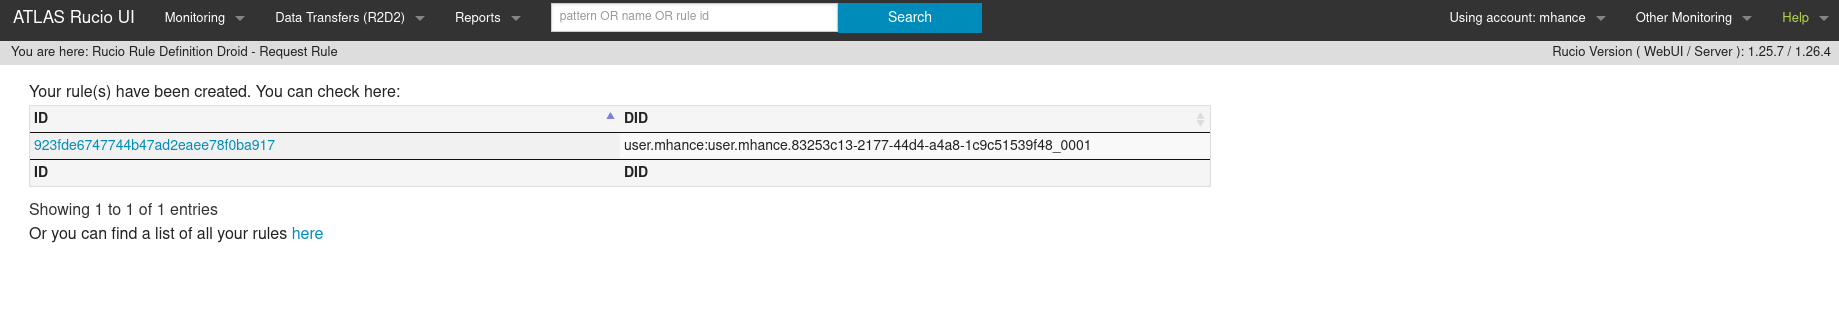 ATLAS Rucio UI Monitoring Data Transfers (R2D2) Reports pattern OR name OR rule id Search Using account: mhance Other Monitoring Help
You are here: Rucio Rule Definition Droid - Request Rule Rucio Version ( WebUI / Server ): 1.25.7 / 1.26.4
Your rule(s) have been created. You can check here:
ID DID
923fde6747744b47ad2eaee78f0ba917 user.mhance:user.mhance.83253c13-2177-44d4-a4a8-1c9c51539f48_0001
ID DID
Showing 1 to 1 of 1 entries
Or you can find a list of all your rules here